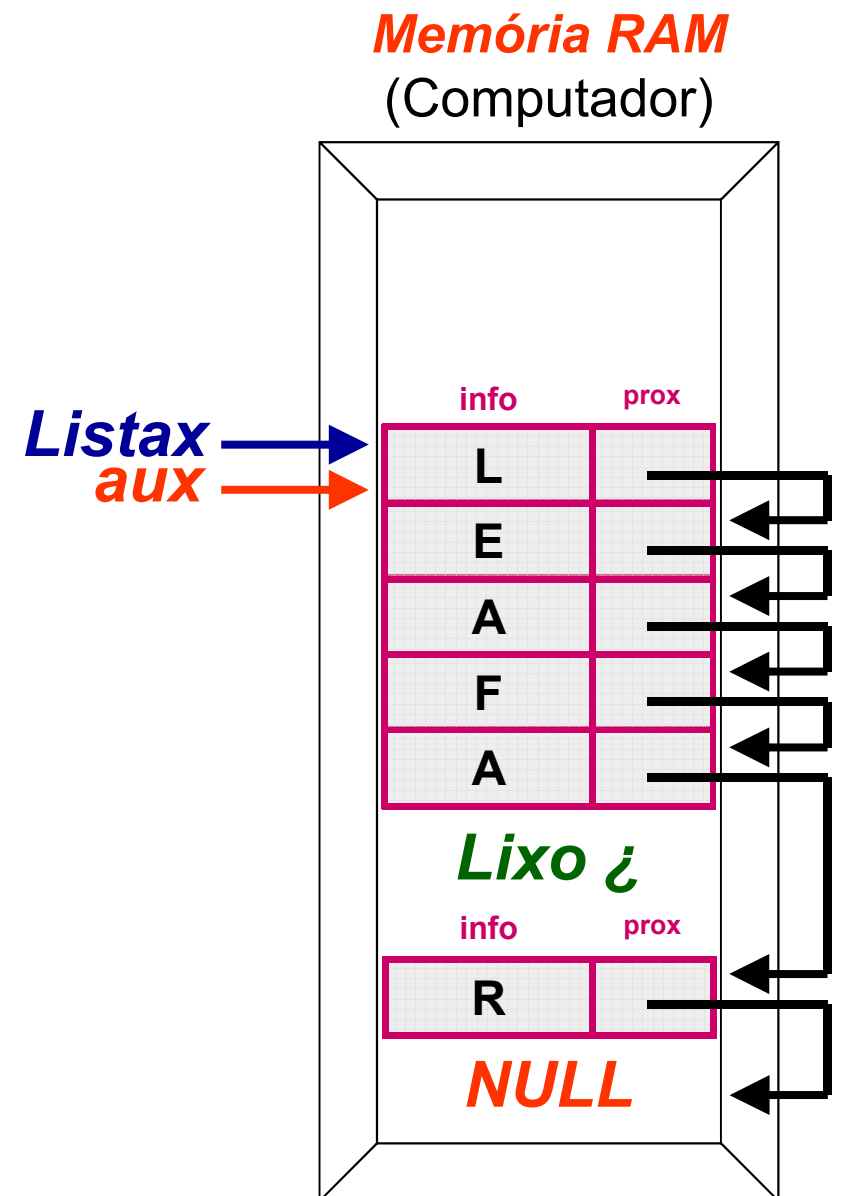 Memória RAM
(Computador)
info prox
Listax
aux
L
E
A
F
A
Lixo ¿
info prox
R
NULL